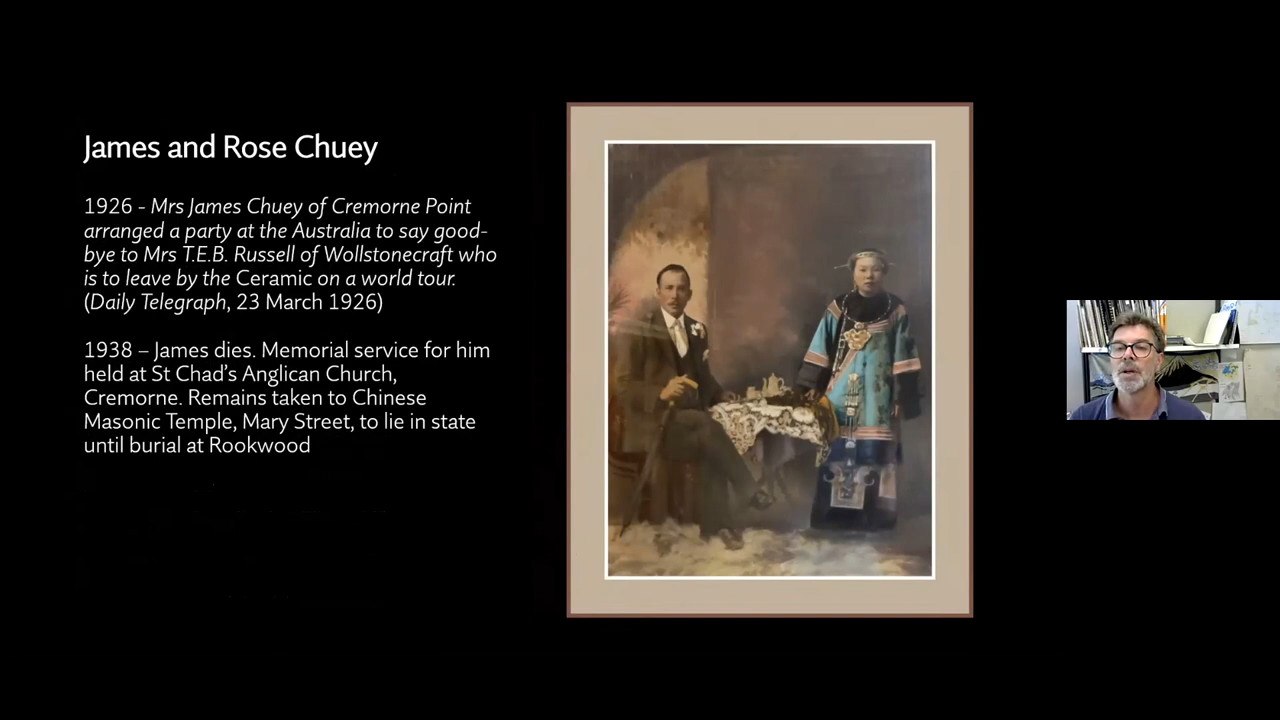 James and Rose Chuey
1926 - Mrs James Chuey of Cremorne Point
arranged a party at the Australia to say good-
bye to Mrs T.E.B. Russell of Wollstonecraft who
is to leave by the Ceramic on a world tour.
(Daily Telegraph, 23 March 1926)
1938 – James dies. Memorial service for him
held at St Chad's Anglican Church,
Cremorne. Remains taken to Chinese
Masonic Temple, Mary Street, to lie in state
until burial at Rookwood